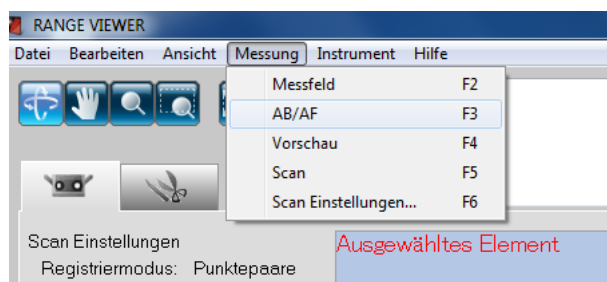 RANGE VIEWER
Datei Bearbeiten Ansicht Messung Instrument Hilfe
Messfeld F2
AB/AF F3
Vorschau F4
Scan F5
Scan Einstellungen... F6
Scan Einstellungen
Ausgewähltes Element
Registriermodus: Punktepaare